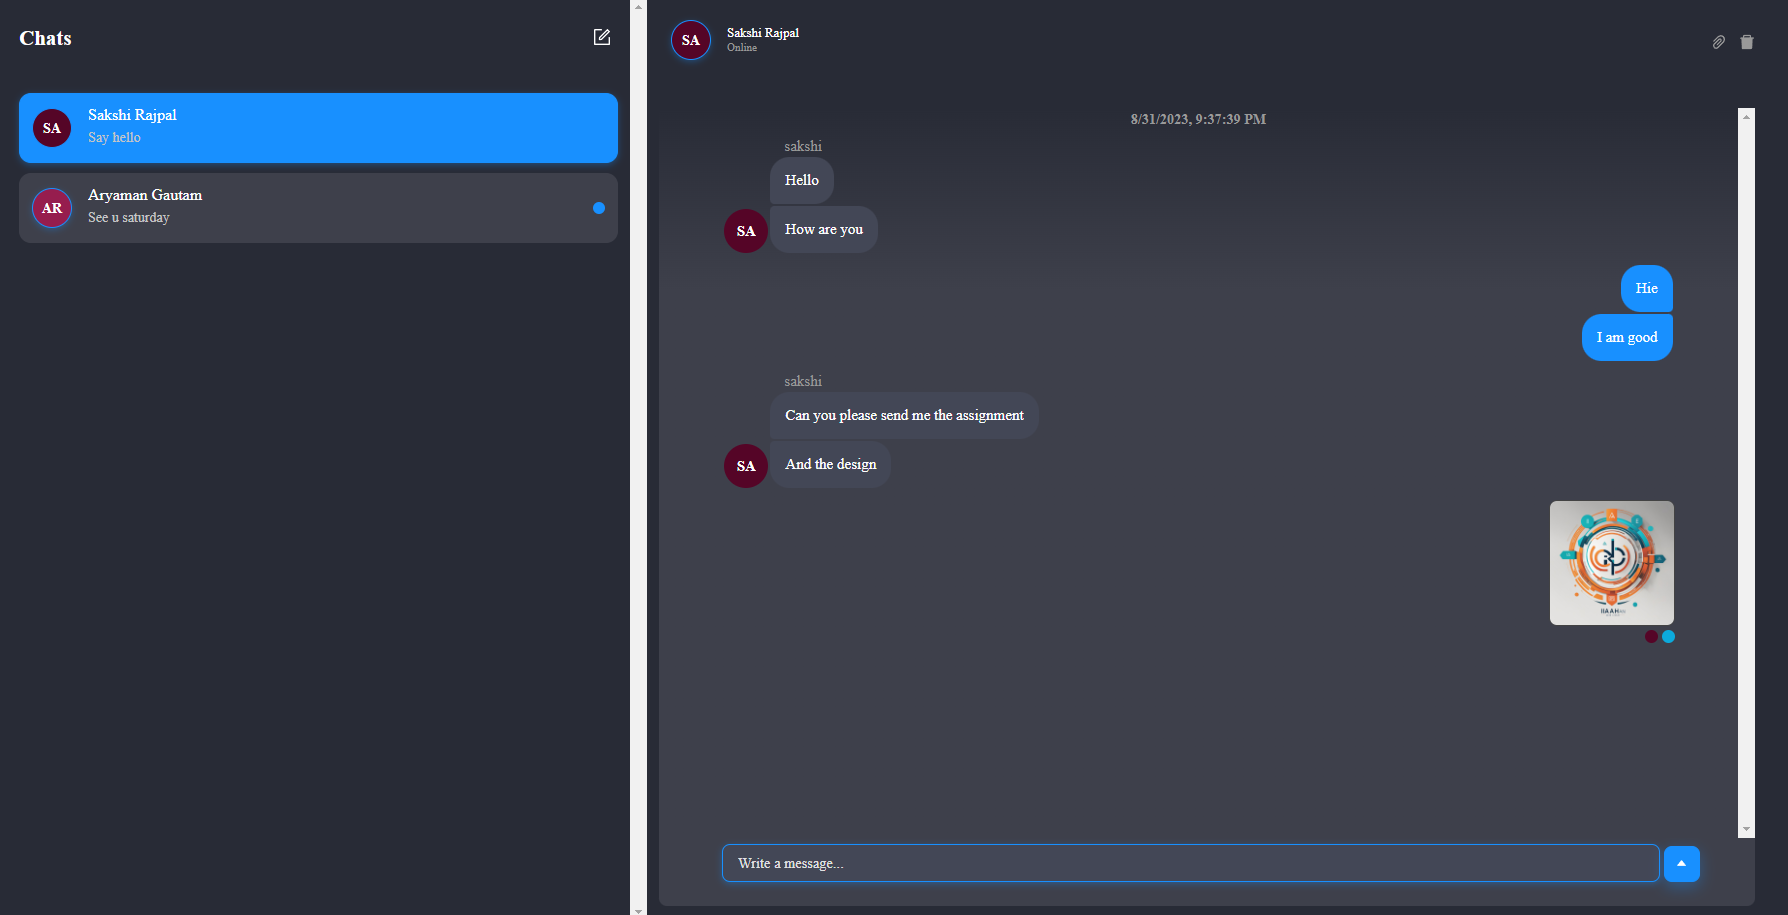 Chats
SA
Sakshi Rajpal
Say hello
AR
Aryaman Gautam
See u saturday
SA
Sakshi Rajpal
Online
8/31/2023, 9:37:39 PM
sakshi
Hello
SA
How are you
Hie
I am good
sakshi
Can you please send me the assignment
SA
And the design
Write a message...